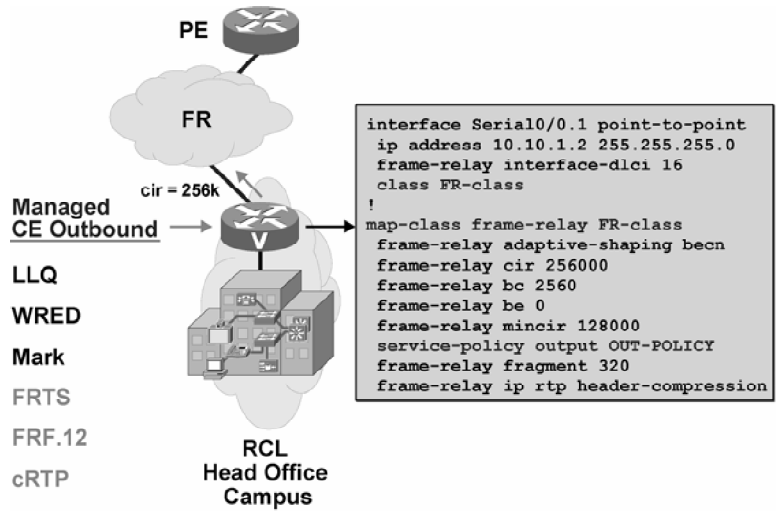 PE
FR
cir = 256k
Managed
CE Outbound
V
LLQ
WRED
Mark
FRTS
FRF.12
cRTP
RCL
Head Office
Campus
interface Serial0/0.1 point-to-point
ip address 10.10.1.2 255.255.255.0
frame-relay interface-dlci 16
class FR-class
!
map-class frame-relay FR-class
frame-relay adaptive-shaping becn
frame-relay cir 256000
frame-relay bc 2560
frame-relay be 0
frame-relay mincir 128000
service-policy output OUT-POLICY
frame-relay fragment 320
frame-relay ip rtp header-compression